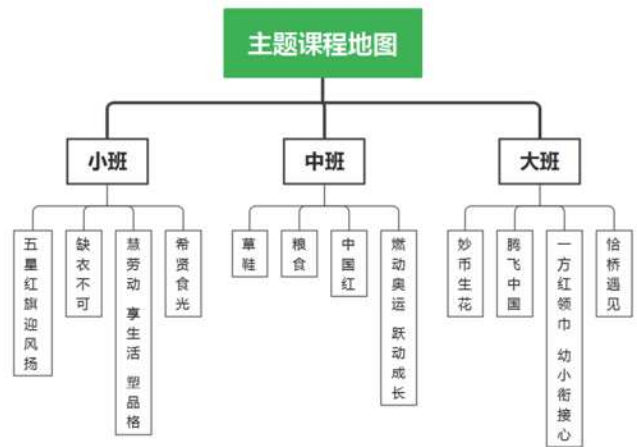 主题课程地图
小班
中班
大班
五星红旗迎风扬
缺衣不可
慧劳动 享生活 塑品格
希贤食光
草鞋
粮食
中国红
燃动奥运 跃动成长
妙币生花
腾飞中国
一方红领巾 幼小衔接心
恰桥遇见